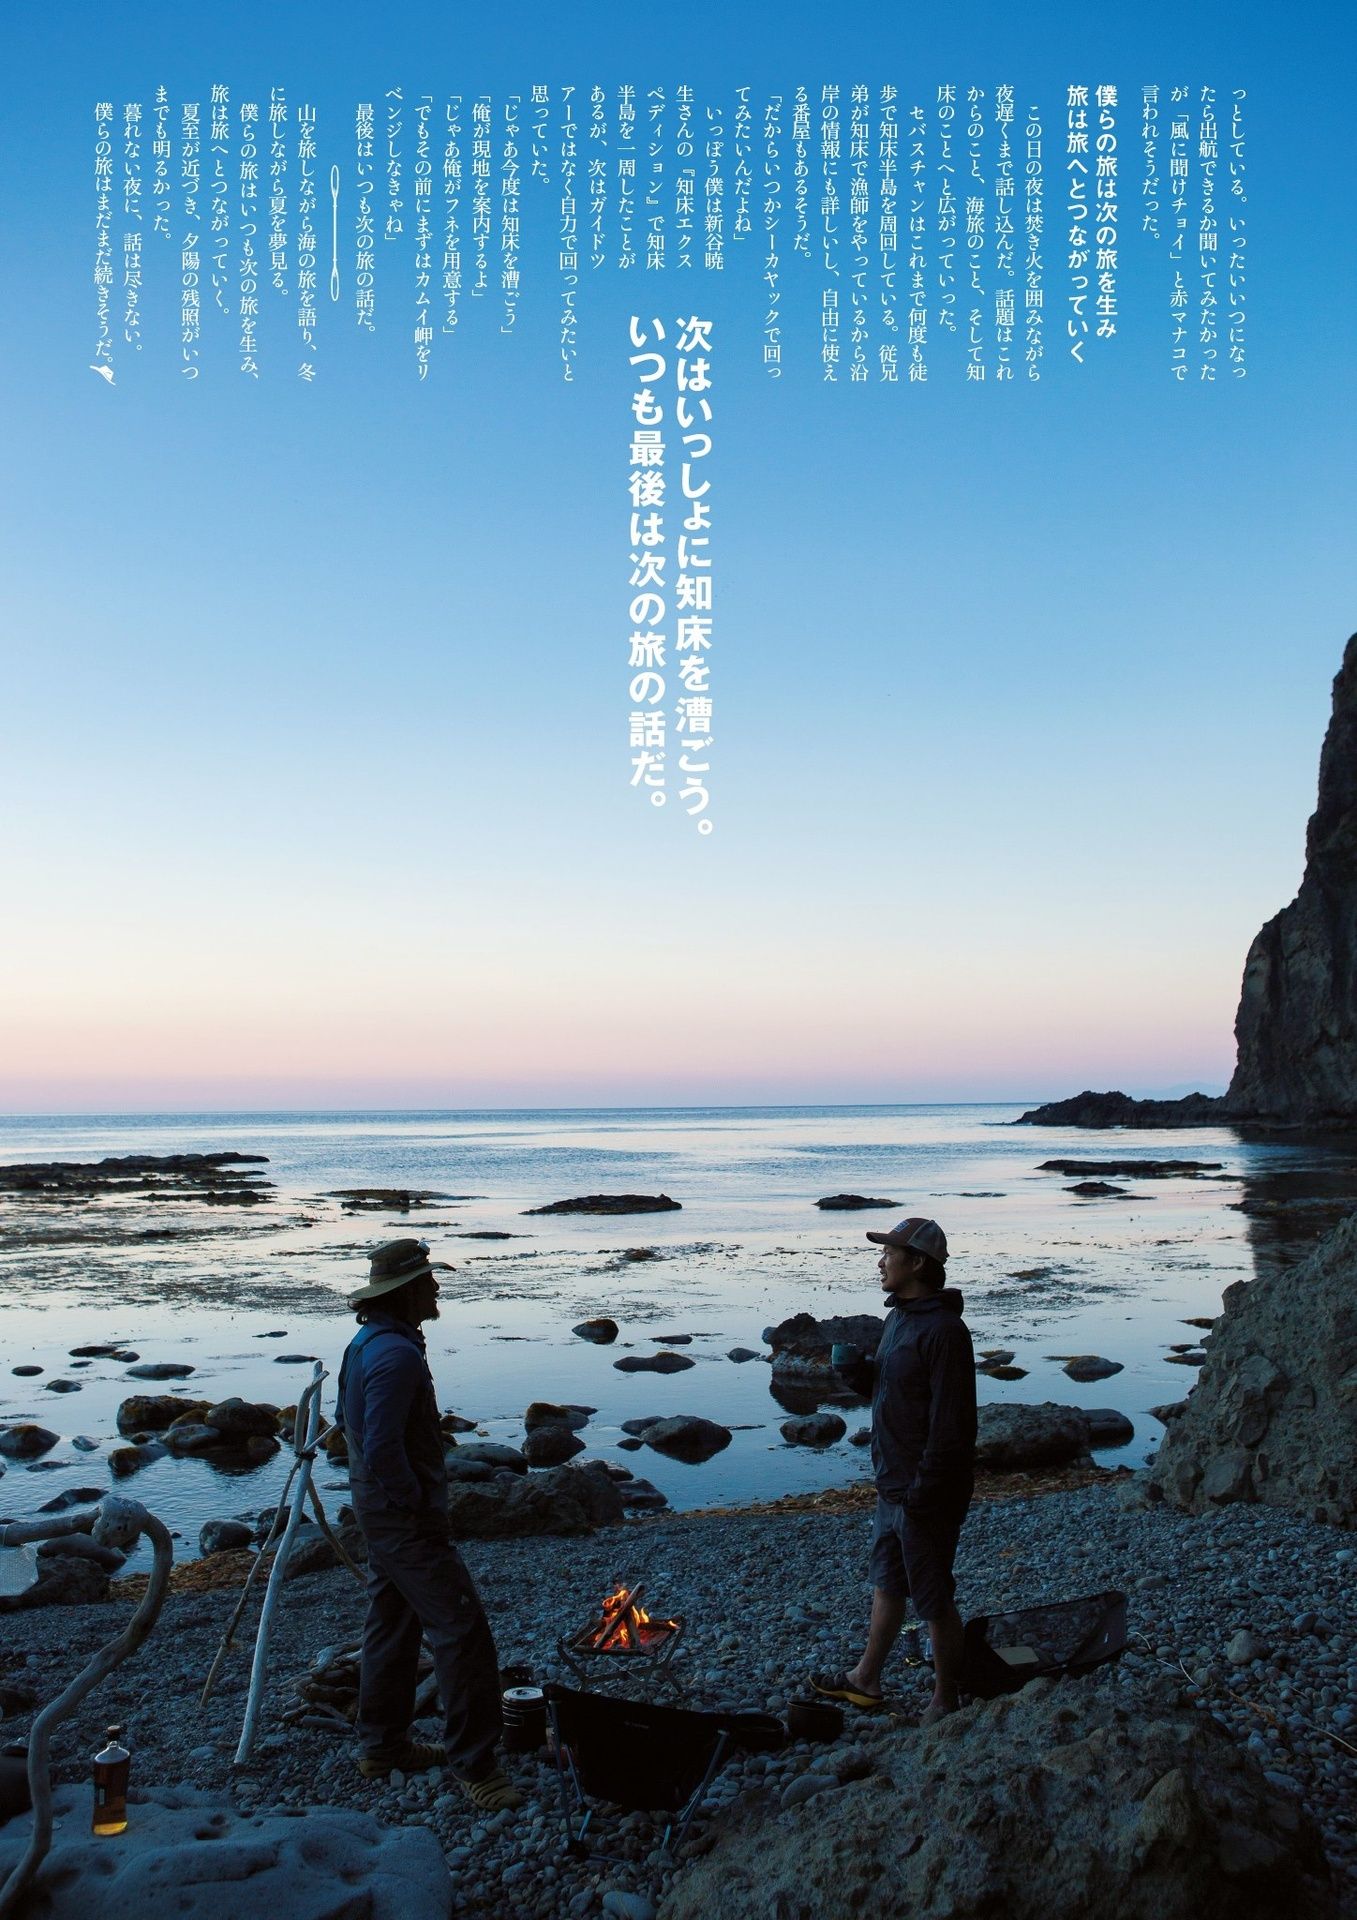 っとしている。いったいいつになっ
たら出航できるか聞いてみたかった
が「風に聞けチョイ」と赤マナコで
言われそうだった。
僕らの旅は次の旅を生み
旅は旅へとつながっていく
この日の夜は焚き火を囲みながら
夜遅くまで話し込んだ。話題はこれ
からのこと、海旅のこと、そして知
床のことへと広がっていった。
セバスチャンはこれまで何度も徒
歩で知床半島を周回している。従兄
弟が知床で漁師をやっているから沿
岸の情報にも詳しいし、自由に使え
る番屋もあるそうだ。
「だからいつかシーカヤックで回っ
てみたいんだよね」
いっぽう僕は新谷暁
生さんの『知床エクス
ペディション』で知床
半島を一周したことが
あるが、次はガイドツ
アーではなく自力で回ってみたいと
思っていた。
「じゃあ今度は知床を漕ごう」
「俺が現地を案内するよ」
「じゃあ俺がフネを用意する」
「でもその前にまずはカムイ岬をリ
ベンジしなきゃね」
最後はいつも次の旅の話だ。
山を旅しながら海の旅を語り、冬
に旅しながら夏を夢見る。
僕らの旅はいつも次の旅を生み、
旅は旅へとつながっていく。
夏至が近づき、夕陽の残照がいつ
までも明るかった。
暮れない夜に、話は尽きない。
僕らの旅はまだまだ続きそうだ。
次はいっしょに知床を漕ごう。
いつも最後は次の旅の話だ。